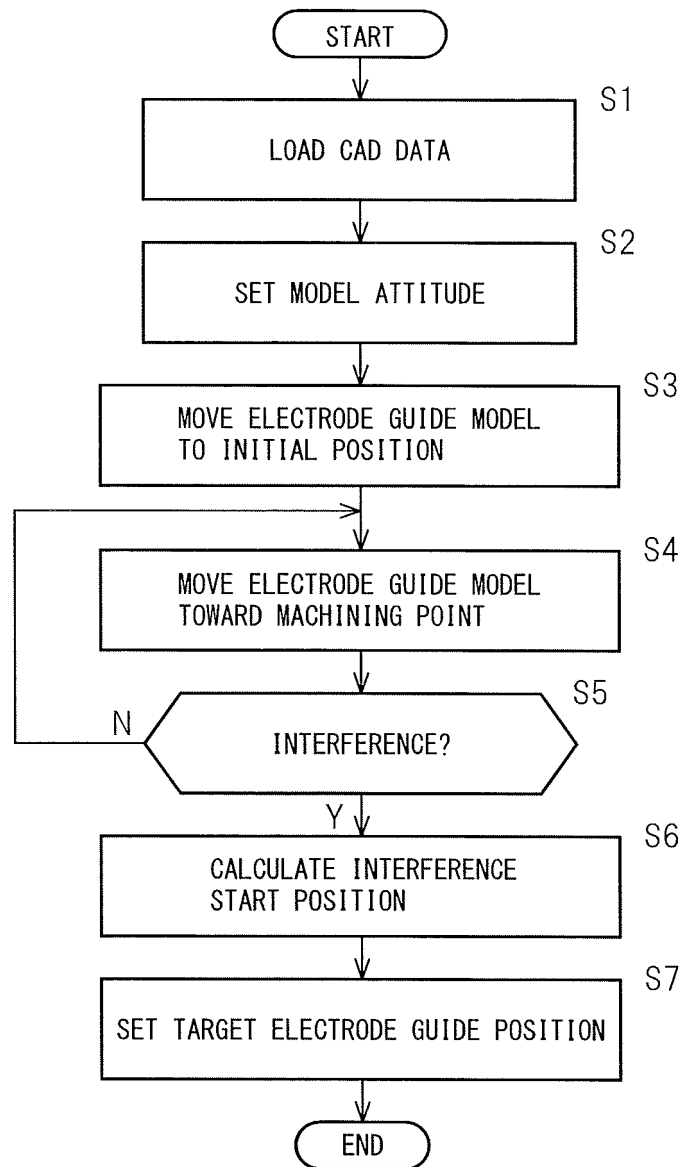 START
S1
LOAD CAD DATA
S2
SET MODEL ATTITUDE
S3
MOVE ELECTRODE GUIDE MODEL
TO INITIAL POSITION
S4
MOVE ELECTRODE GUIDE MODEL
TOWARD MACHINING POINT
S5
N
INTERFERENCE?
Y
S6
CALCULATE INTERFERENCE
START POSITION
S7
SET TARGET ELECTRODE GUIDE POSITION
END